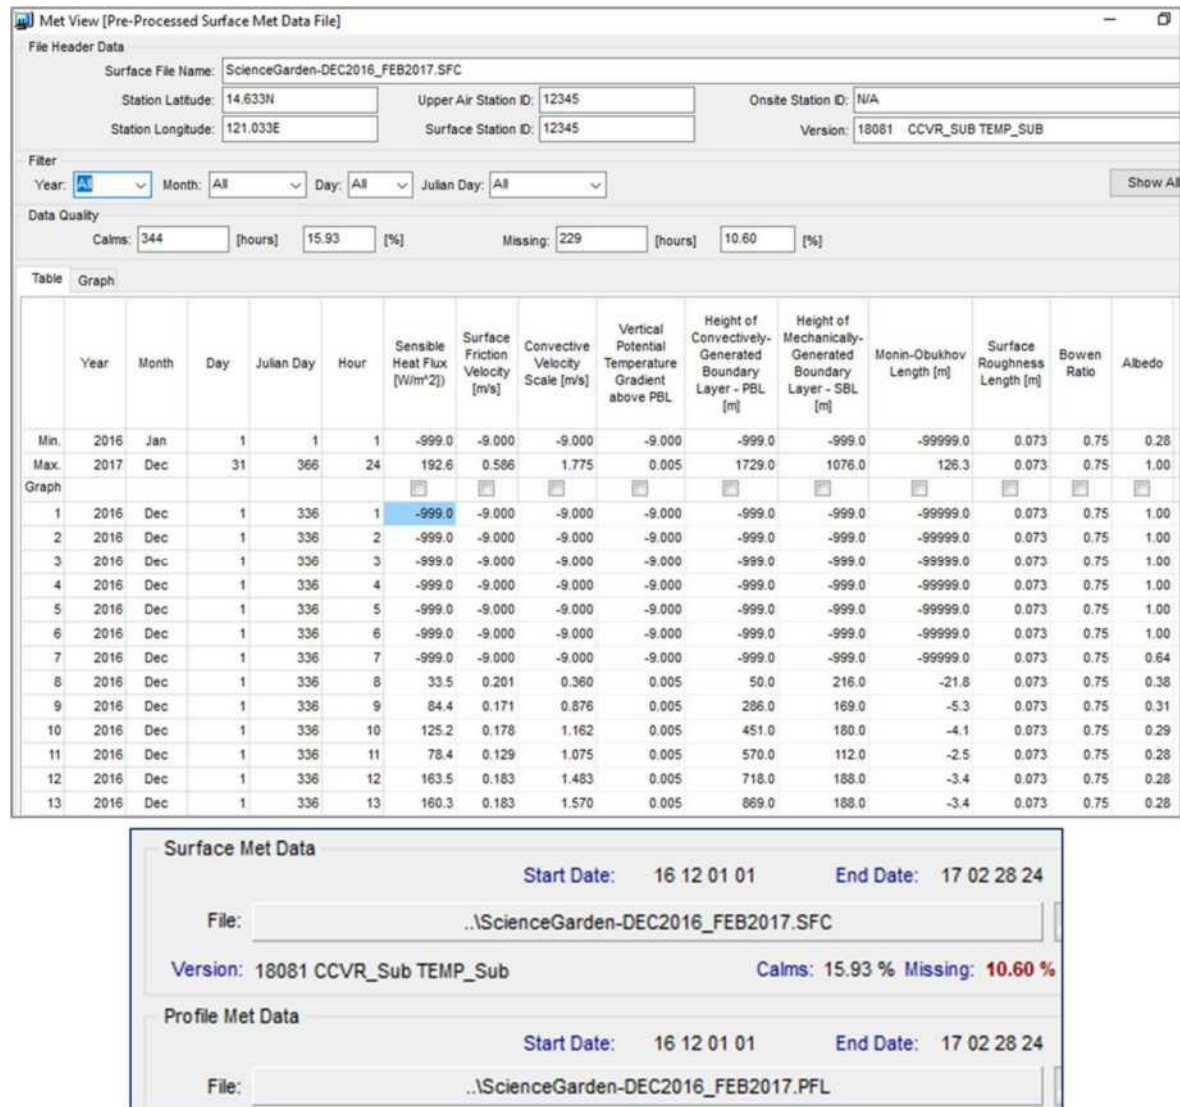 Met View [Pre-Processed Surface Met Data File]
File Header Data
Surface File Name: ScienceGarden-DEC2016_FEB2017.SFC
Station Latitude: 14.633N Upper Air Station ID: 12345 Onsite Station ID: N/A
Station Longitude: 121.033E Surface Station ID: 12345 Version: 18081 CCVR_SUB TEMP_SUB
Filter
Year: All Month: All Day: All Julian Day: All Show All
Data Quality
Calms: 344 [hours] 15.93 [%] Missing: 229 [hours] 10.60 [%]
Table Graph
Year Month Day Julian Day Hour Sensible Heat Flux [W/m^2]) Surface Friction Velocity [m/s] Convective Velocity Scale [m/s] Vertical Potential Temperature Gradient above PBL Height of Convectively-Generated Boundary Layer - PBL [m] Height of Mechanically-Generated Boundary Layer - SBL [m] Monin-Obukhov Length [m] Surface Roughness Length [m] Bowen Ratio Albedo
Min. 2016 Jan 1 1 1 -999.0 -9.000 -9.000 -9.000 -999.0 -999.0 -99999.0 0.073 0.75 0.28
Max. 2017 Dec 31 366 24 192.6 0.586 1.775 0.005 1729.0 1076.0 126.3 0.073 0.75 1.00
Graph
1 2016 Dec 1 336 1 -999.0 -9.000 -9.000 -9.000 -999.0 -999.0 -99999.0 0.073 0.75 1.00
2 2016 Dec 1 336 2 -999.0 -9.000 -9.000 -9.000 -999.0 -999.0 -99999.0 0.073 0.75 1.00
3 2016 Dec 1 336 3 -999.0 -9.000 -9.000 -9.000 -999.0 -999.0 -99999.0 0.073 0.75 1.00
4 2016 Dec 1 336 4 -999.0 -9.000 -9.000 -9.000 -999.0 -999.0 -99999.0 0.073 0.75 1.00
5 2016 Dec 1 336 5 -999.0 -9.000 -9.000 -9.000 -999.0 -999.0 -99999.0 0.073 0.75 1.00
6 2016 Dec 1 336 6 -999.0 -9.000 -9.000 -9.000 -999.0 -999.0 -99999.0 0.073 0.75 1.00
7 2016 Dec 1 336 7 -999.0 -9.000 -9.000 -9.000 -999.0 -999.0 -99999.0 0.073 0.75 0.64
8 2016 Dec 1 336 8 33.5 0.201 0.360 0.005 50.0 216.0 -21.8 0.073 0.75 0.38
9 2016 Dec 1 336 9 84.4 0.171 0.876 0.005 286.0 169.0 -5.3 0.073 0.75 0.31
10 2016 Dec 1 336 10 125.2 0.178 1.162 0.005 451.0 180.0 -4.1 0.073 0.75 0.29
11 2016 Dec 1 336 11 78.4 0.129 1.075 0.005 570.0 112.0 -2.5 0.073 0.75 0.28
12 2016 Dec 1 336 12 163.5 0.183 1.483 0.005 718.0 188.0 -3.4 0.073 0.75 0.28
13 2016 Dec 1 336 13 160.3 0.183 1.570 0.005 869.0 188.0 -3.4 0.073 0.75 0.28
Surface Met Data
Start Date: 16 12 01 01 End Date: 17 02 28 24
File: ..\ScienceGarden-DEC2016_FEB2017.SFC
Version: 18081 CCVR_Sub TEMP_Sub Calms: 15.93 % Missing: 10.60 %
Profile Met Data
Start Date: 16 12 01 01 End Date: 17 02 28 24
File: ..\ScienceGarden-DEC2016_FEB2017.PFL